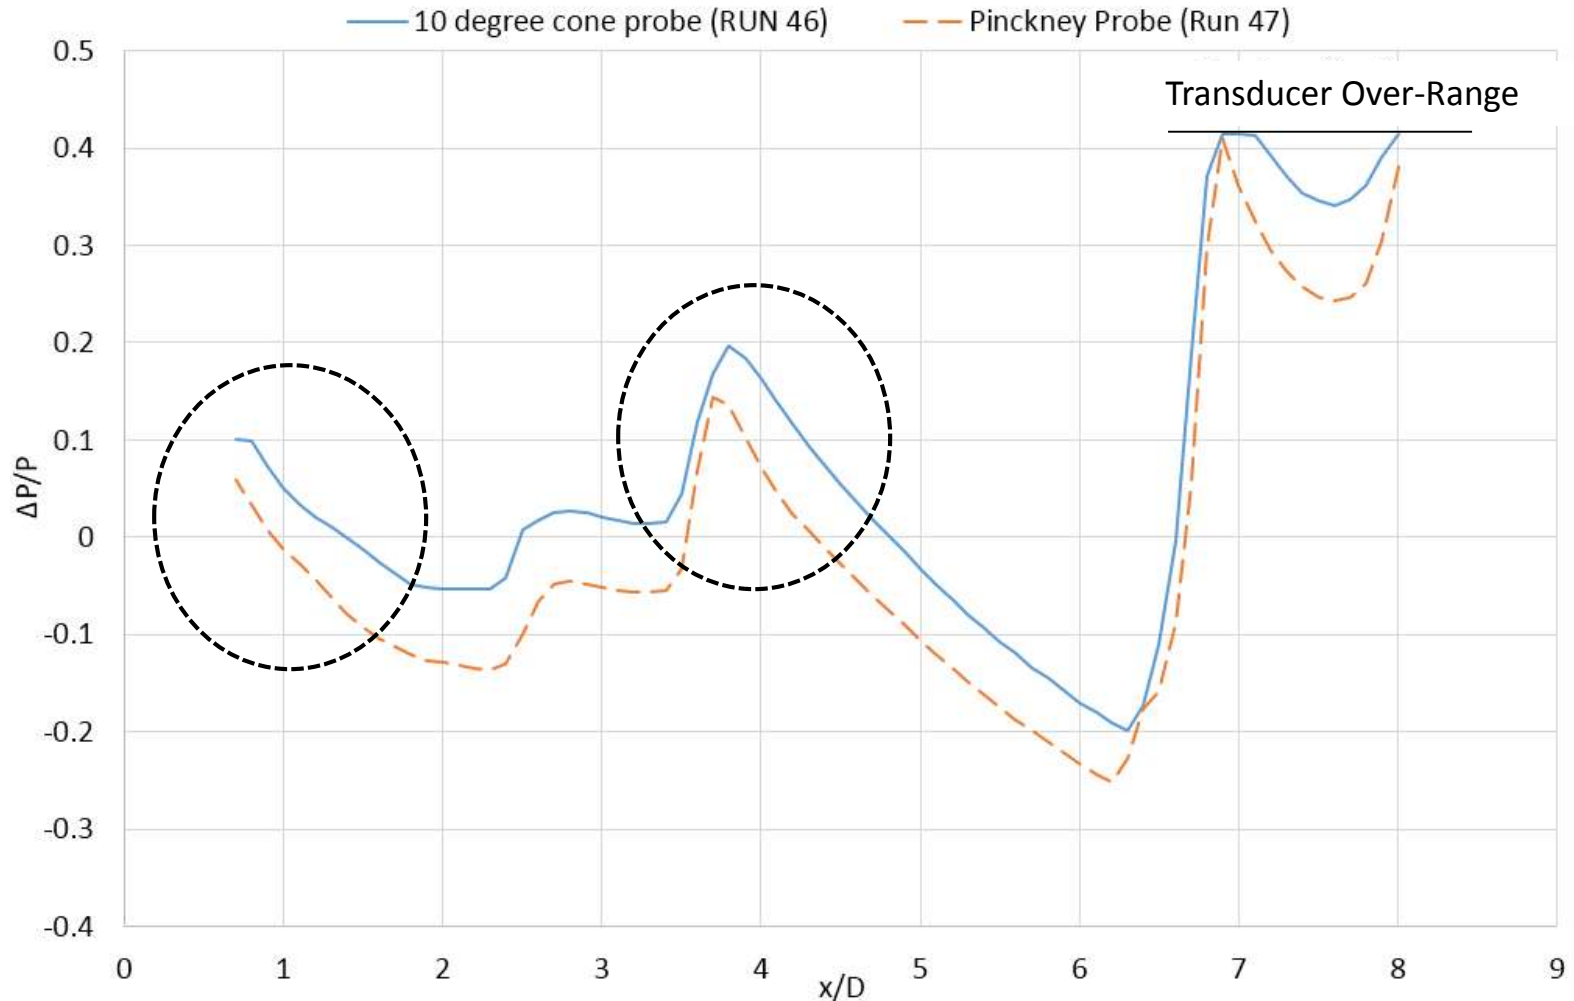 10 degree cone probe (RUN 46) Pinckney Probe (Run 47)
0.5
Transducer Over-Range
0.4
0.3
0.2
0.1
0
-0.1
-0.2
-0.3
-0.4
ΔP/P
0 1 2 3 4 5 6 7 8 9
x/D